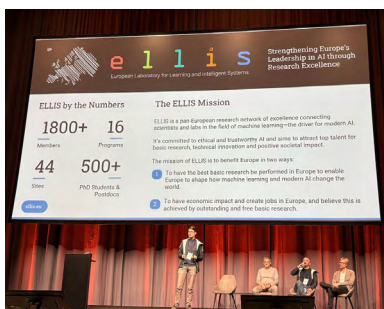 ellis
European Laboratory for Learning and Intelligent Systems
Strengthening Europe's
Leadership in AI through
Research Excellence
ELLIS by the Numbers
1800+
Members
16
Programs
44
Sites
500+
PhD Students &
Postdocs
ellis.eu
The ELLIS Mission
ELLIS is a pan-European research network of excellence connecting
scientists and labs in the field of machine learning—the driver for modern AI.
It's committed to ethical and trustworthy AI and aims to attract top talent for
basic research, technical innovation and positive societal impact.
The mission of ELLIS is to benefit Europe in two ways:
1 To have the best basic research be performed in Europe to enable
Europe to shape how machine learning and modern AI change the
world.
2 To have economic impact and create jobs in Europe, and believe this is
achieved by outstanding and free basic research.